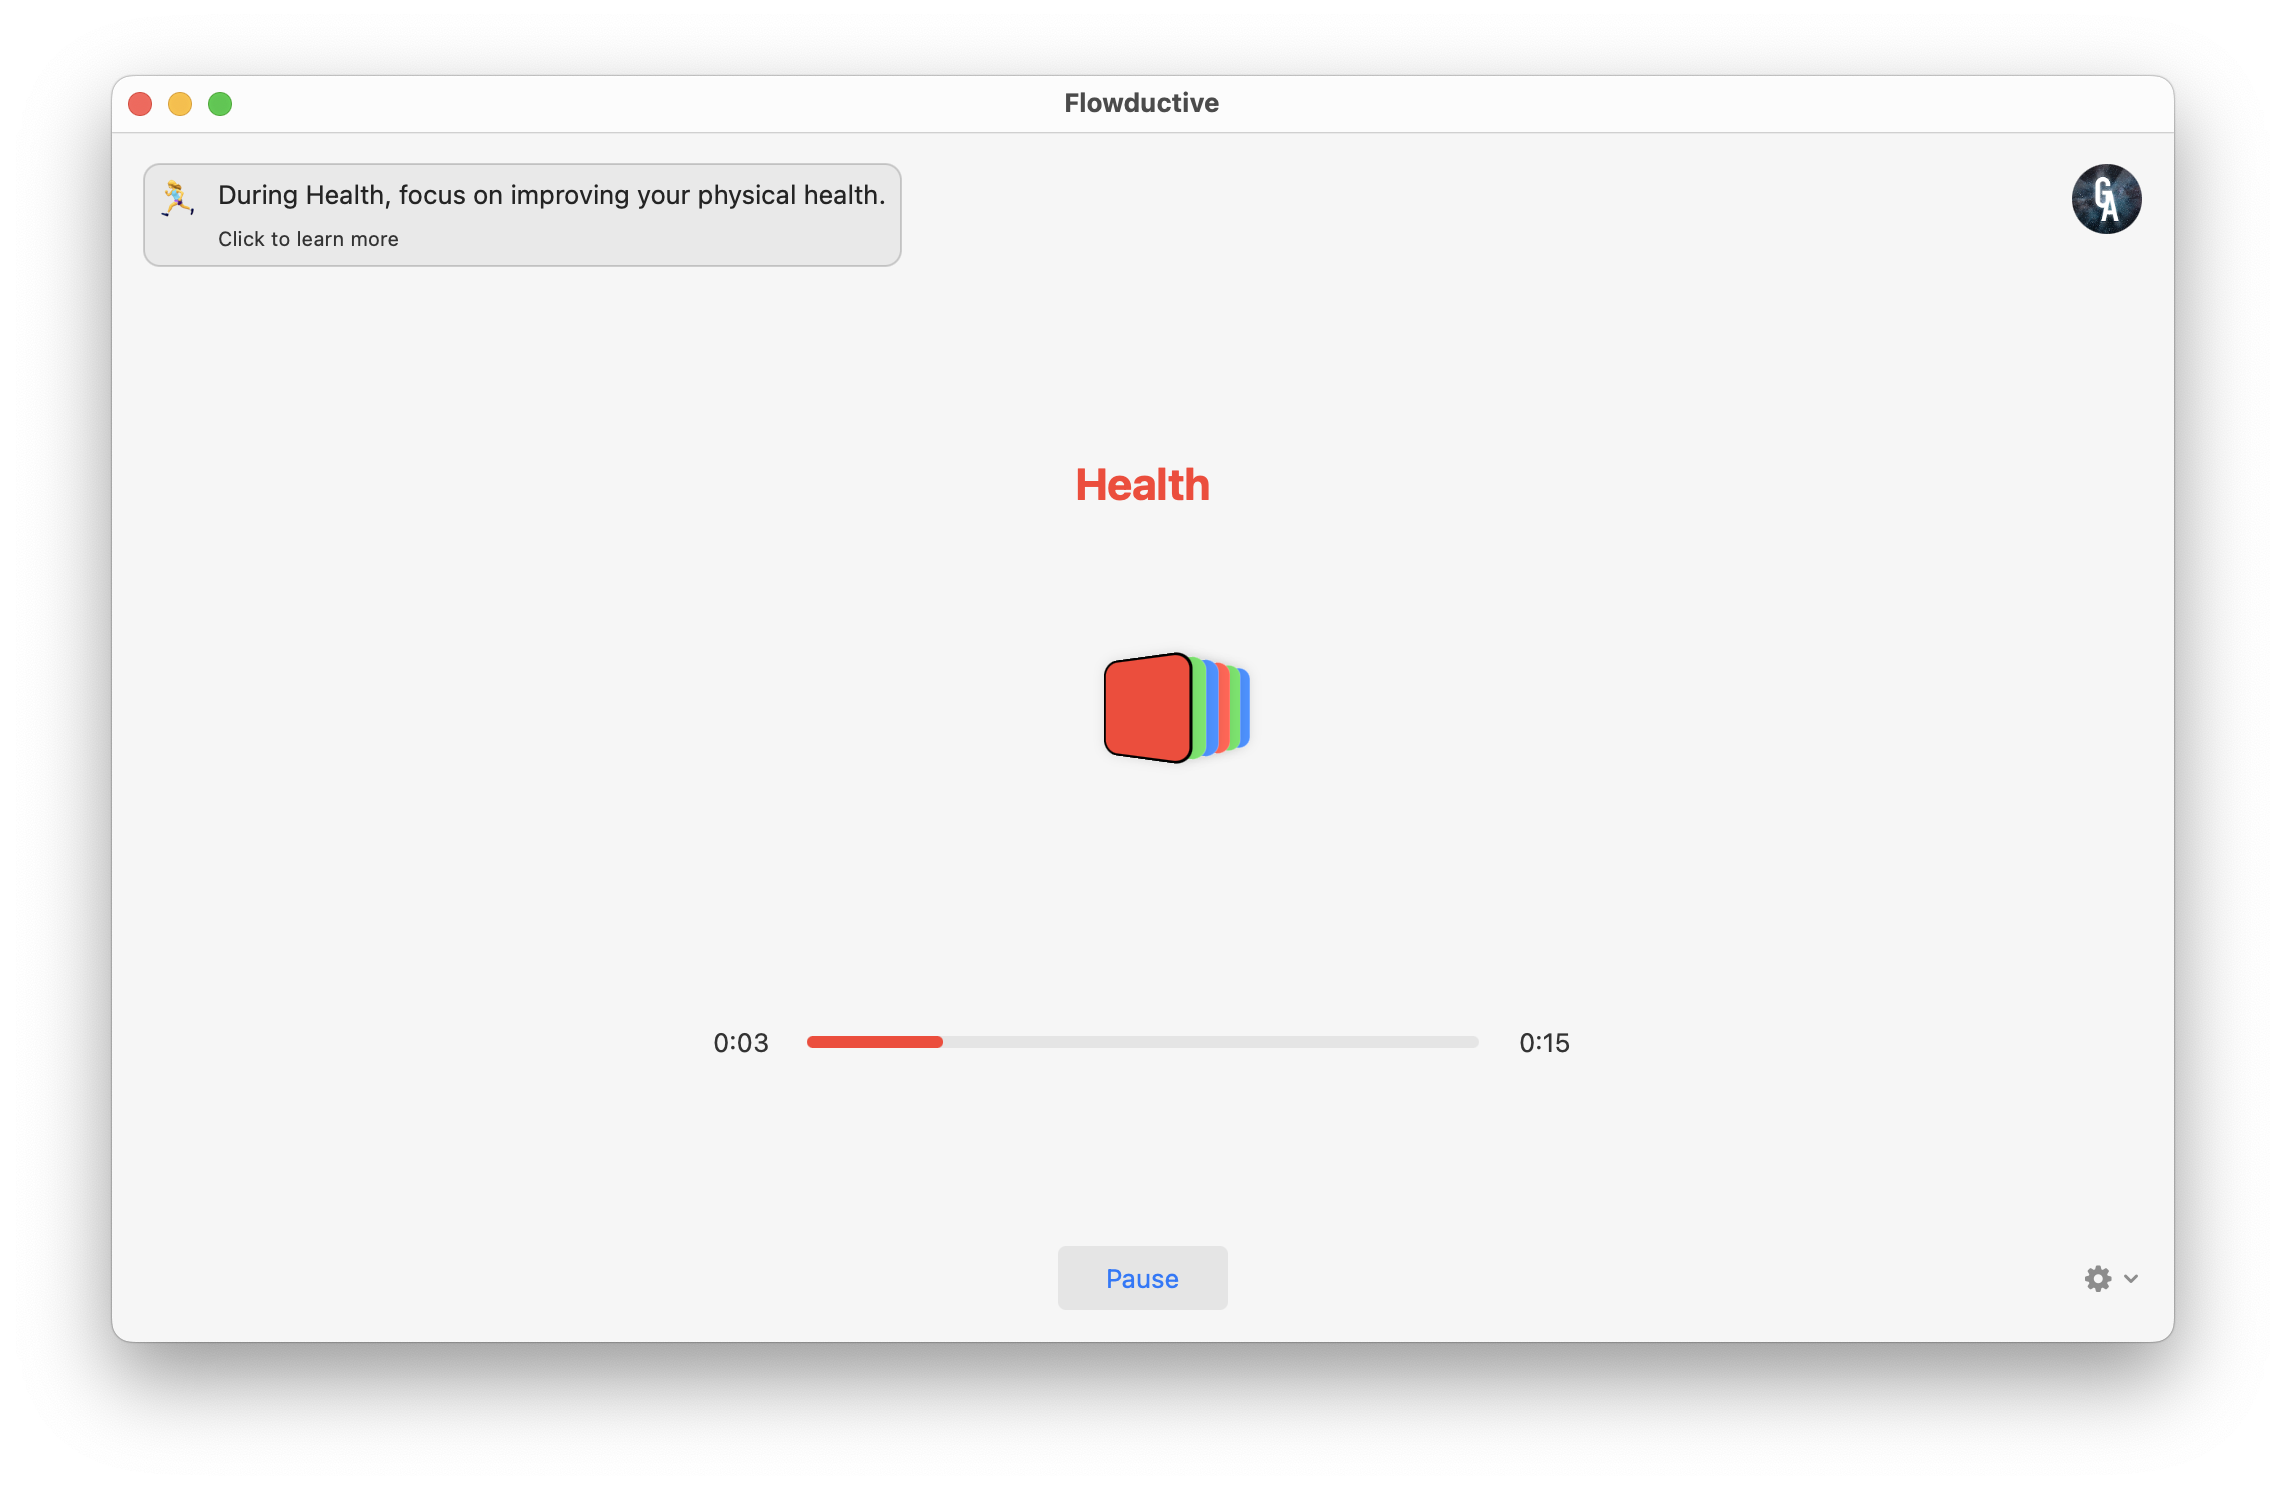 Flowductive
During Health, focus on improving your physical health.
Click to learn more
GA
Health
0:03
0:15
Pause